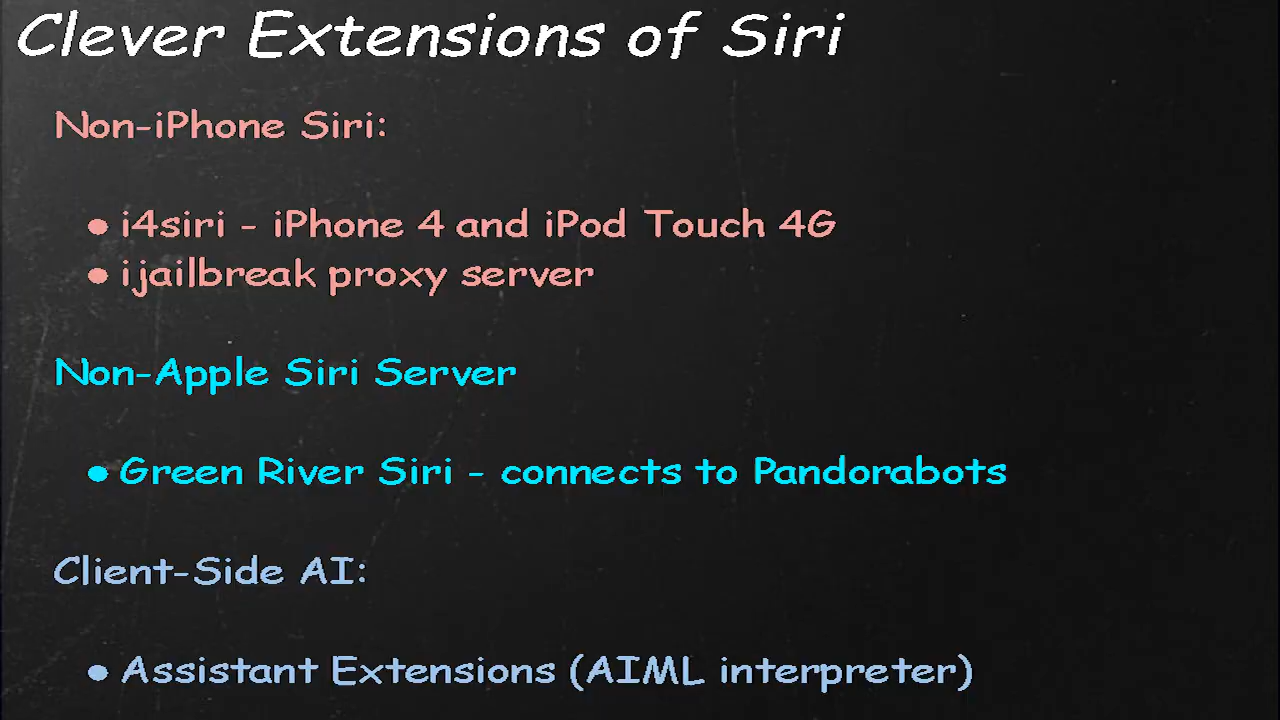 Clever Extensions of Siri
Non-iPhone Siri:
• i4siri - iPhone 4 and iPod Touch 4G
• ijailbreak proxy server
Non-Apple Siri Server
• Green River Siri - connects to Pandorabots
Client-Side AI:
• Assistant Extensions (AIML interpreter)